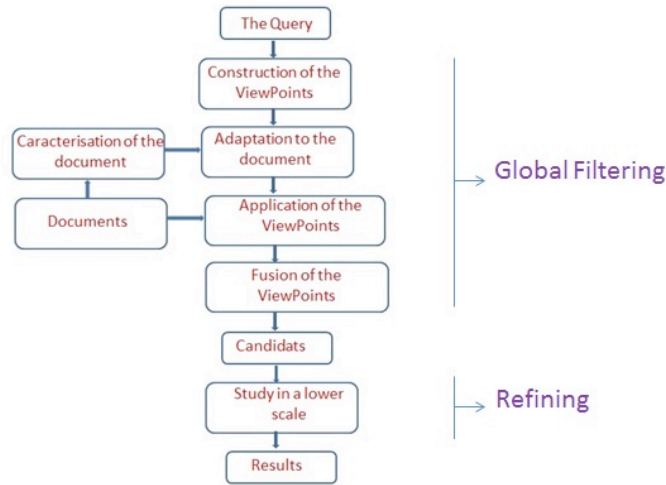 The Query
Construction of the
ViewPoints
Caracterisation of the
document
Adaptation to the
document
Global Filtering
Documents
Application of the
ViewPoints
Fusion of the
ViewPoints
Candidats
Study in a lower
scale
Refining
Results